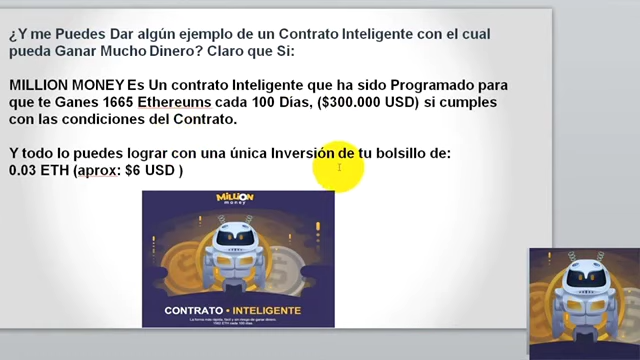 ¿Y me Puedes Dar algún ejemplo de un Contrato Inteligente con el cual
pueda Ganar Mucho Dinero? Claro que Si:
MILLION MONEY Es Un contrato Inteligente que ha sido Programado para
que te Ganes 1665 Ethereums cada 100 Días, ($300.000 USD) si cumples
con las condiciones del Contrato.
Y todo lo puedes lograr con una única Inversión de tu bolsillo de:
0.03 ETH (aprox: $6 USD )
MiLLiON
money
CONTRATO • INTELIGENTE